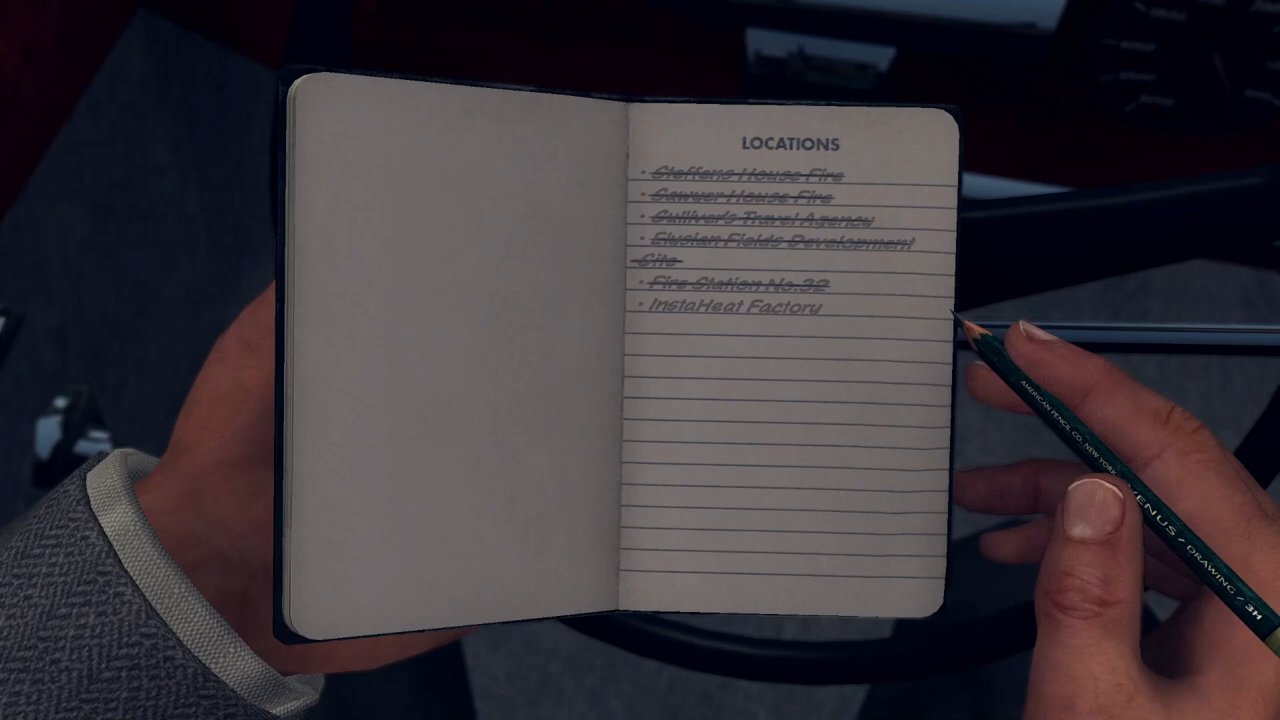 LOCATIONS
· Steffens House Fire
· Sawyer House Fire
· Gulliver's Travel Agency
· Elysian Fields Development
Site
· Fire Station No.32
· InstaHeat Factory
AMERICAN PENCIL CO. NEW YORK
VENUS / DRAWING / 3H